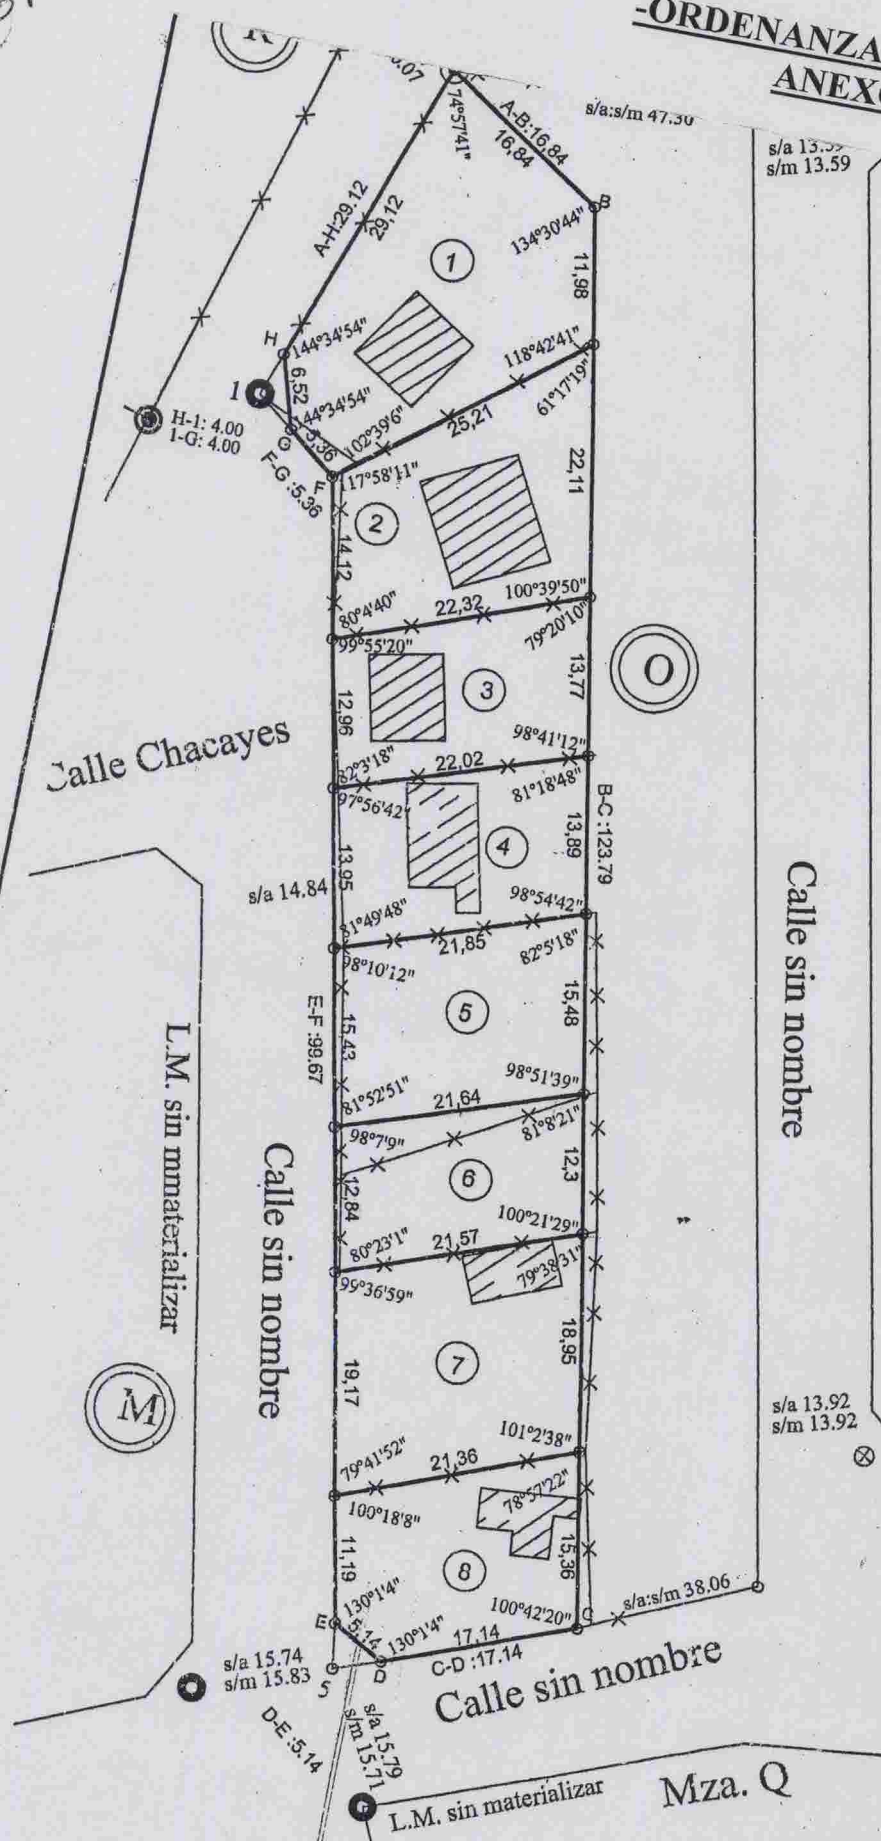 -ORDENANZA
ANEXO
s/a:s/m 47.30
s/m 13.59
A-B:16,84
16,84
74°57'41"
B
134°30'44"
A-H:29.12
29,12
1
11,98
H
144°34'54"
118°42'41"
6,52
1
144°34'54"
61°17'19"
H-1: 4.00
1-G: 4.00
G
5,36
102°39'6"
25,21
F-G :5.36
F
117°58'11"
22,11
2
14,12
80°4'40"
22,32
100°39'50"
99°55'20"
79°20'10"
O
3
13,77
12,96
Calle Chacayes
82°3'18"
22,02
98°41'12"
97°56'42"
81°18'48"
B-C :123.79
4
13,89
13,95
s/a 14.84
98°54'42"
81°49'48"
21,85
82°5'18"
98°10'12"
Calle sin nombre
5
15,48
E-F :99.67
15,43
L.M. sin mmaterializar
98°51'39"
81°52'51"
21,64
98°7'9"
81°8'21"
6
12,3
12,84
Calle sin nombre
100°21'29"
80°23'1"
21,57
99°36'59"
79°38'31"
7
18,95
19,17
M
s/a 13.92
s/m 13.92
101°2'38"
79°41'52"
21,36
100°18'8"
78°57'22"
11,19
15,36
8
s/a:s/m 38.06
130°1'4"
E
100°42'20"
5,14
130°1'4"
17,14
C-D :17.14
D
s/a 15.74
s/m 15.83
5
Calle sin nombre
D-E :5.14
s/a 15.79
s/m 15.71
L.M. sin materializar
Mza. Q